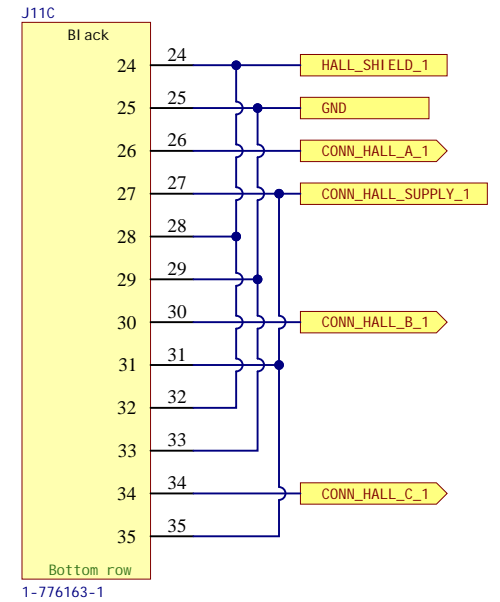 J11C
Black
24 24 HALL_SHIELD_1
25 25 GND
26 26 CONN_HALL_A_1
27 27 CONN_HALL_SUPPLY_1
28 28
29 29
30 30 CONN_HALL_B_1
31 31
32 32
33 33
34 34 CONN_HALL_C_1
35 35
Bottom row
1-776163-1